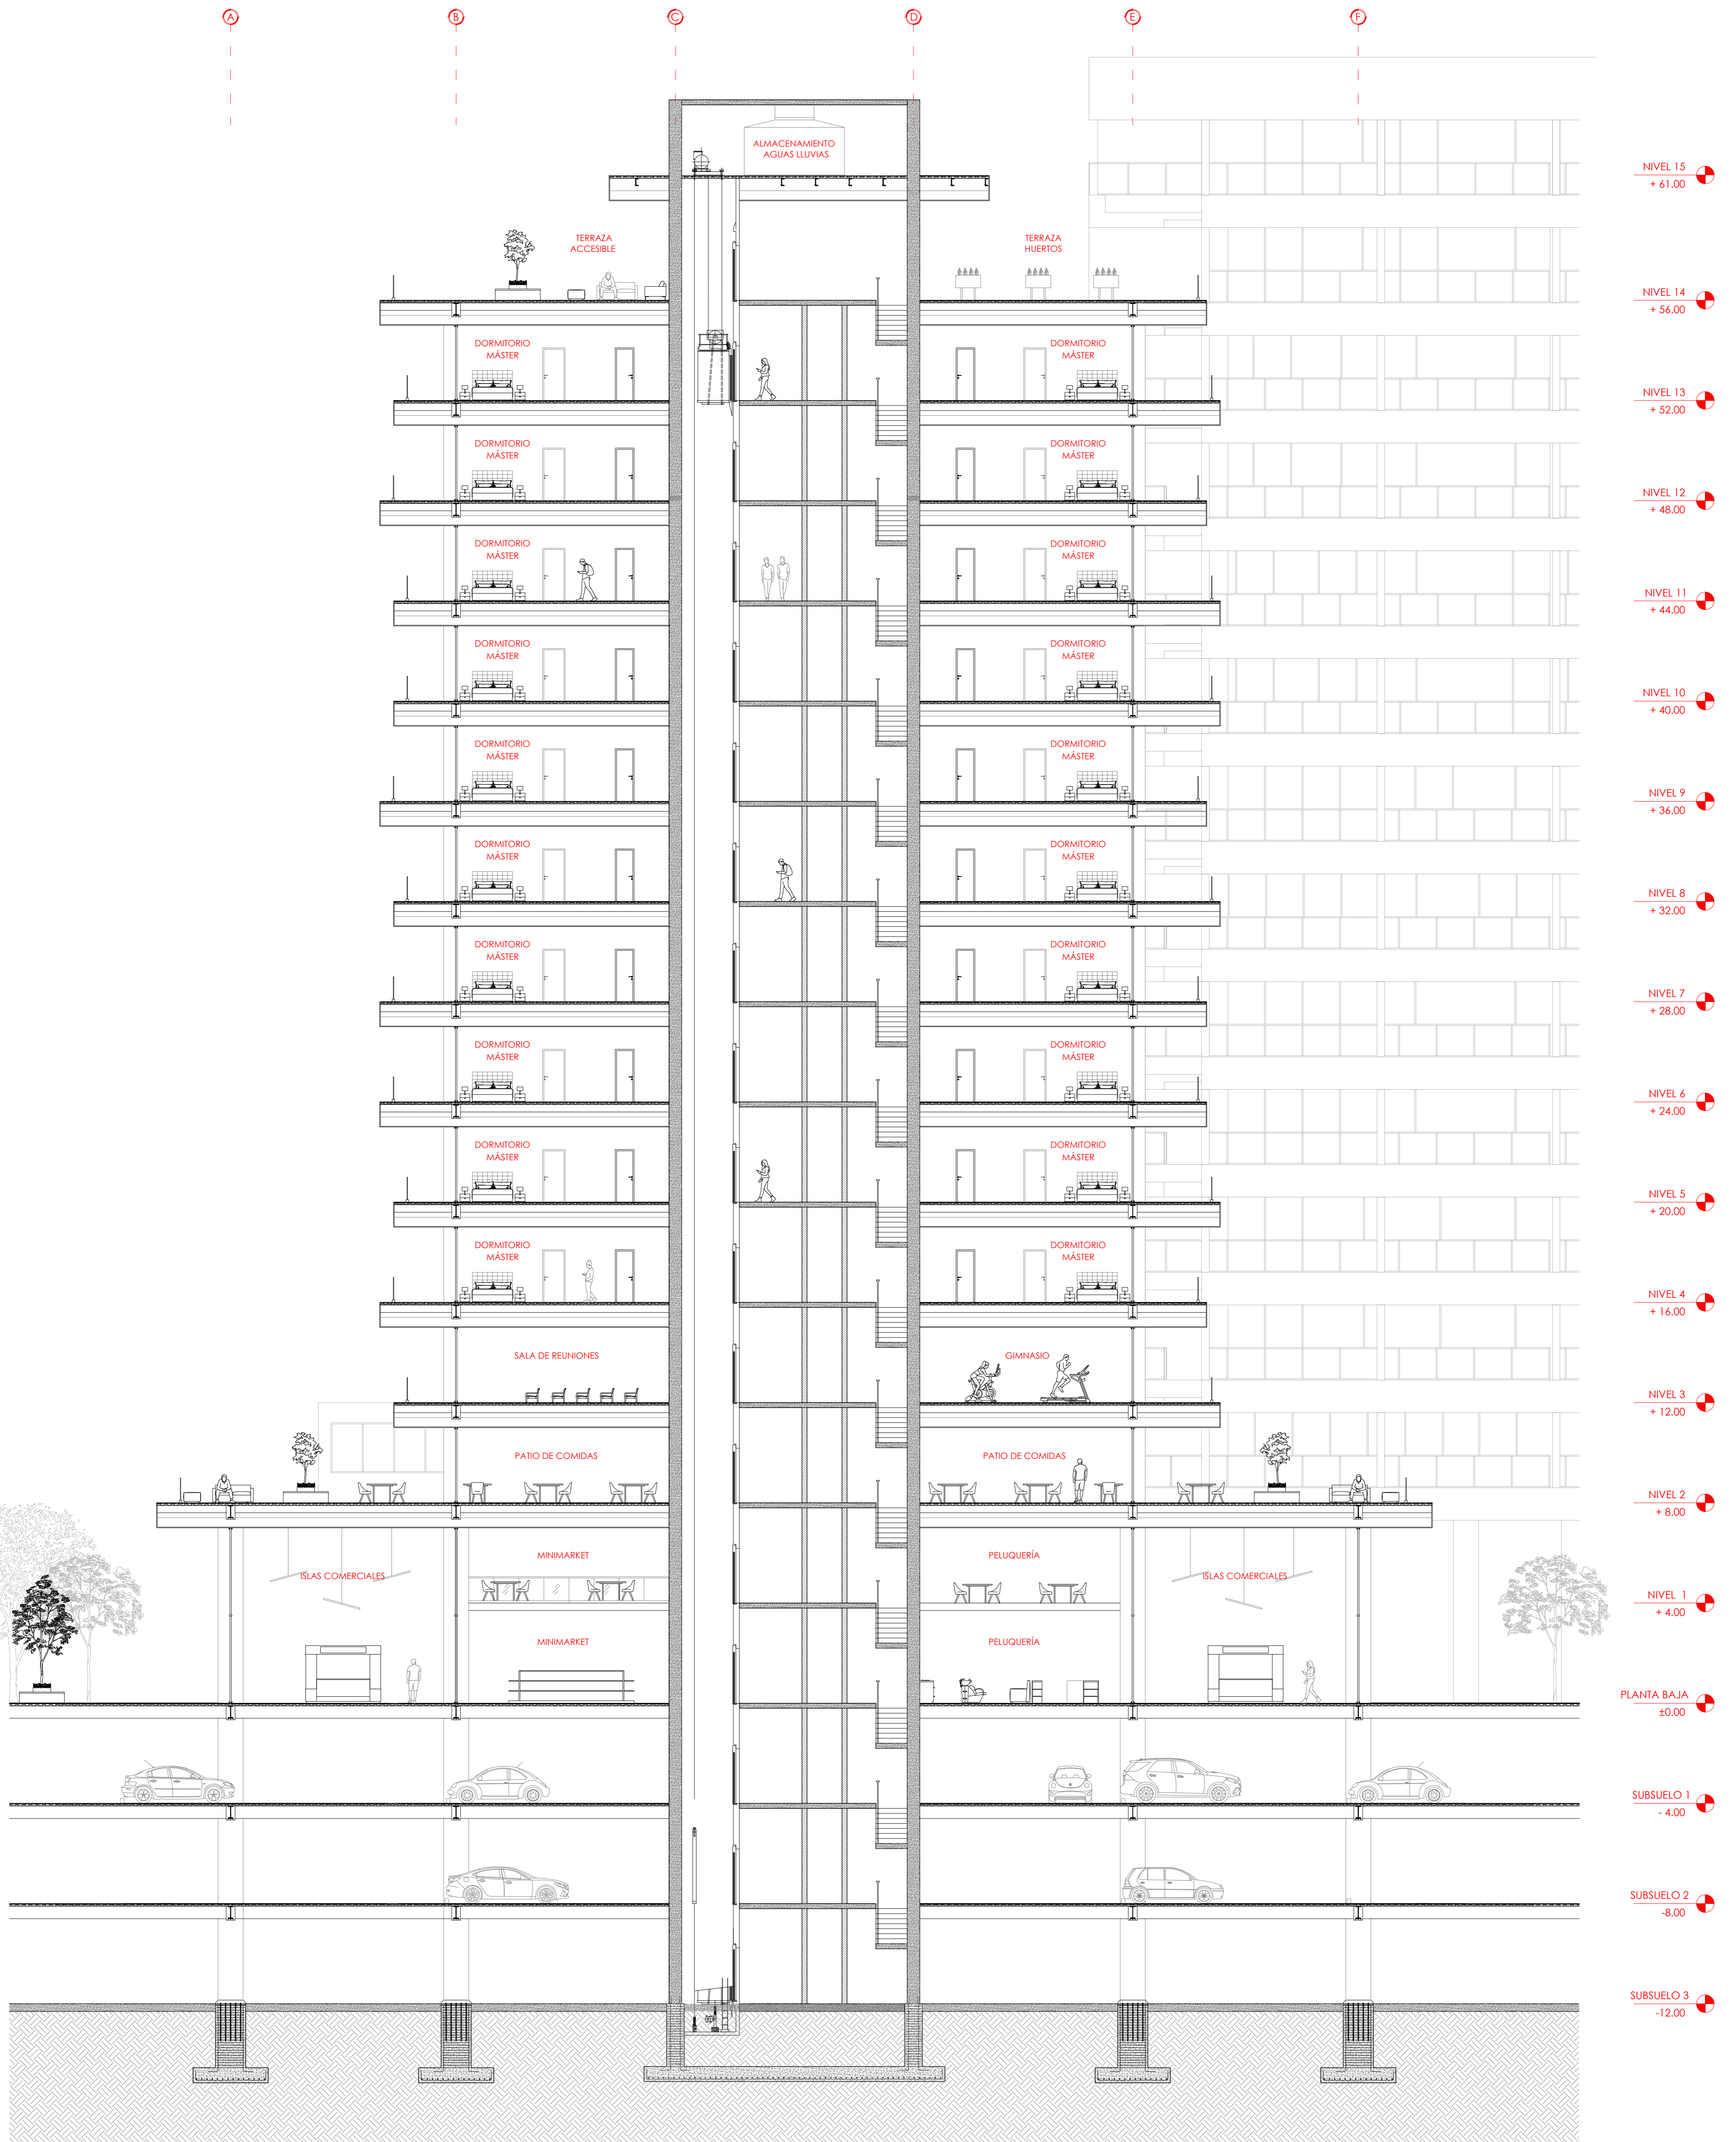 A
B
C
D
E
F
ALMACENAMIENTO
AGUAS LLUVIAS
NIVEL 15
+ 61.00
TERRAZA
ACCESIBLE
TERRAZA
HUERTOS
NIVEL 14
+ 56.00
DORMITORIO
MÁSTER
DORMITORIO
MÁSTER
NIVEL 13
+ 52.00
DORMITORIO
MÁSTER
DORMITORIO
MÁSTER
NIVEL 12
+ 48.00
DORMITORIO
MÁSTER
DORMITORIO
MÁSTER
NIVEL 11
+ 44.00
DORMITORIO
MÁSTER
DORMITORIO
MÁSTER
NIVEL 10
+ 40.00
DORMITORIO
MÁSTER
DORMITORIO
MÁSTER
NIVEL 9
+ 36.00
DORMITORIO
MÁSTER
DORMITORIO
MÁSTER
NIVEL 8
+ 32.00
DORMITORIO
MÁSTER
DORMITORIO
MÁSTER
NIVEL 7
+ 28.00
DORMITORIO
MÁSTER
DORMITORIO
MÁSTER
NIVEL 6
+ 24.00
DORMITORIO
MÁSTER
DORMITORIO
MÁSTER
NIVEL 5
+ 20.00
DORMITORIO
MÁSTER
DORMITORIO
MÁSTER
NIVEL 4
+ 16.00
SALA DE REUNIONES
GIMNASIO
NIVEL 3
+ 12.00
PATIO DE COMIDAS
PATIO DE COMIDAS
NIVEL 2
+ 8.00
MINIMARKET
PELUQUERÍA
ISLAS COMERCIALES
ISLAS COMERCIALES
NIVEL 1
+ 4.00
MINIMARKET
PELUQUERÍA
PLANTA BAJA
±0.00
SUBSUELO 1
- 4.00
SUBSUELO 2
-8.00
SUBSUELO 3
-12.00